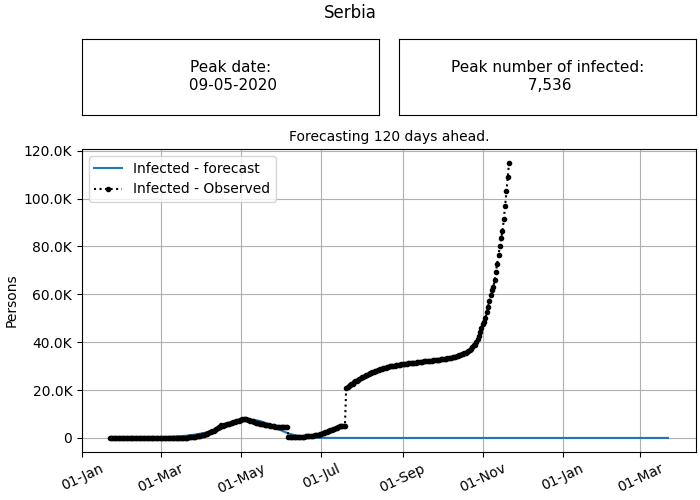 Serbia
Peak date:
09-05-2020
Peak number of infected:
7,536
Forecasting 120 days ahead.
Infected - forecast
Infected - Observed
120.0K
100.0K
80.0K
60.0K
40.0K
20.0K
0
Persons
01-Jan
01-Mar
01-May
01-Jul
01-Sep
01-Nov
01-Jan
01-Mar